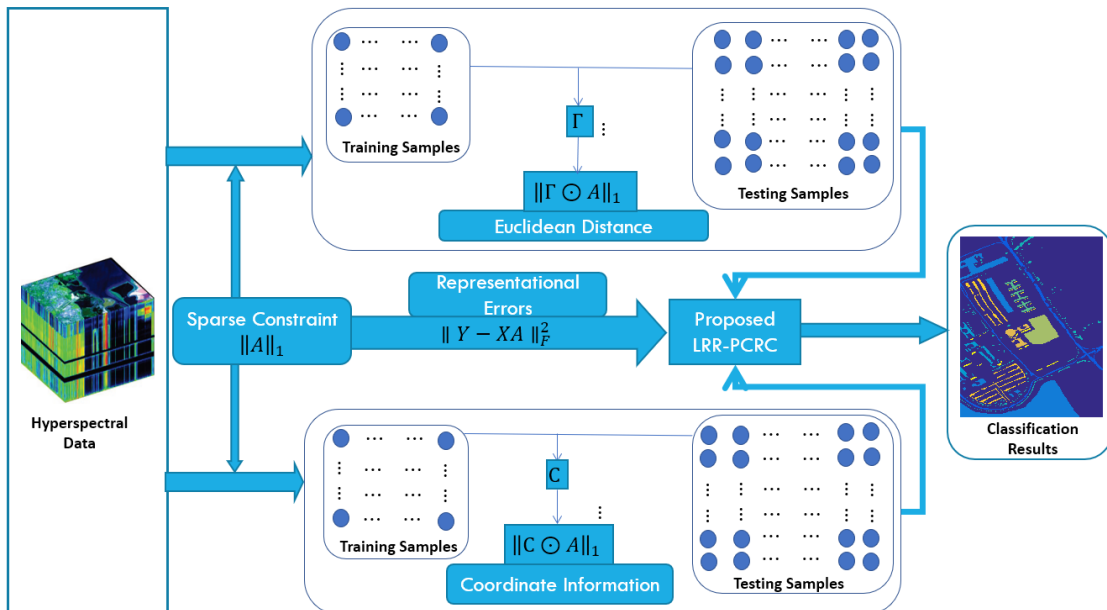 Hyperspectral
Data
Sparse Constraint
‖A‖₁
Training Samples
Γ
‖Γ ⊙ A‖₁
Euclidean Distance
Testing Samples
Representational
Errors
‖ Y − XA ‖²_F
Proposed
LRR-PCRC
Training Samples
C
‖C ⊙ A‖₁
Coordinate Information
Testing Samples
Classification
Results